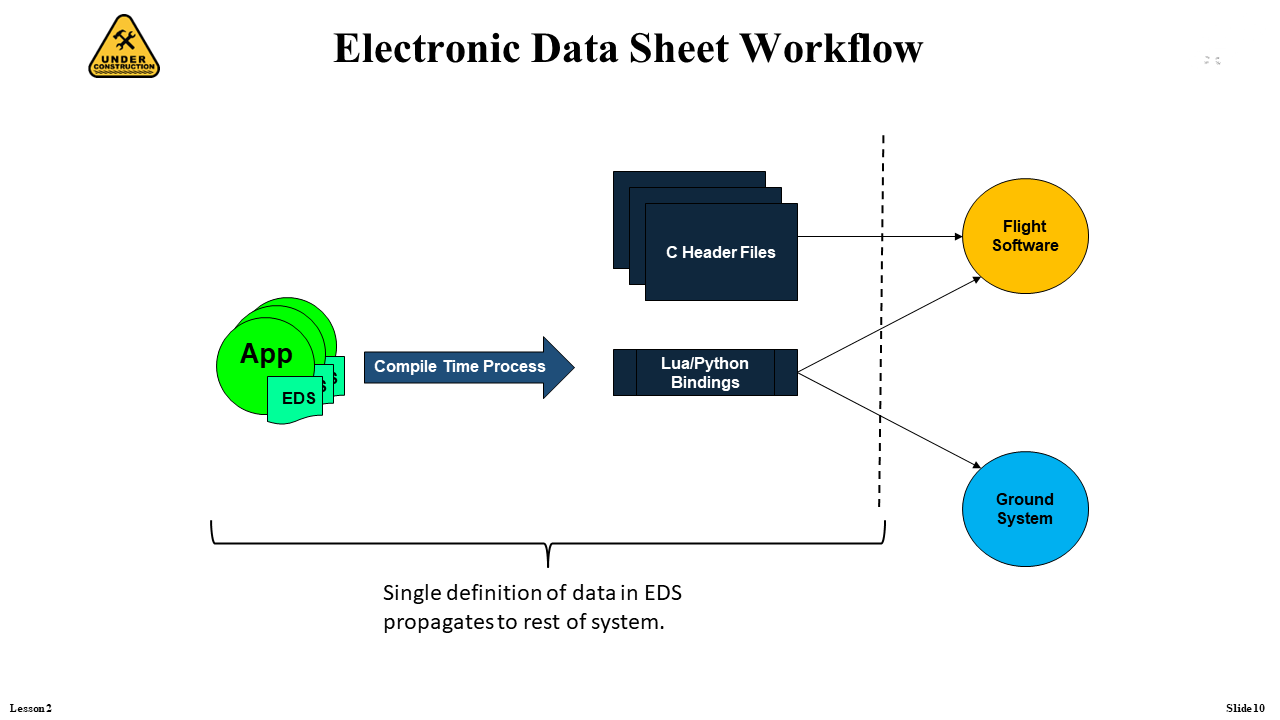 UNDER
CONSTRUCTION
Electronic Data Sheet Workflow
C Header Files
Flight
Software
App
EDS
S
S
Compile Time Process
Lua/Python
Bindings
Ground
System
Single definition of data in EDS
propagates to rest of system.
Lesson 2
Slide 10